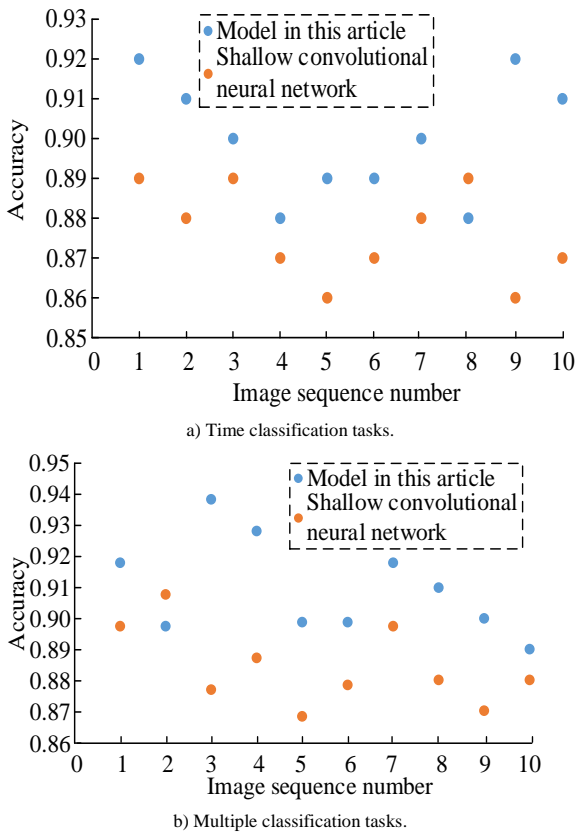 0.93
0.92
0.91
0.90
0.89
0.88
0.87
0.86
0.85
Accuracy
Model in this article
Shallow convolutional
neural network
0 1 2 3 4 5 6 7 8 9 10
Image sequence number
a) Time classification tasks.
0.95
0.94
0.93
0.92
0.91
0.90
0.89
0.88
0.87
0.86
Accuracy
Model in this article
Shallow convolutional
neural network
0 1 2 3 4 5 6 7 8 9 10
Image sequence number
b) Multiple classification tasks.